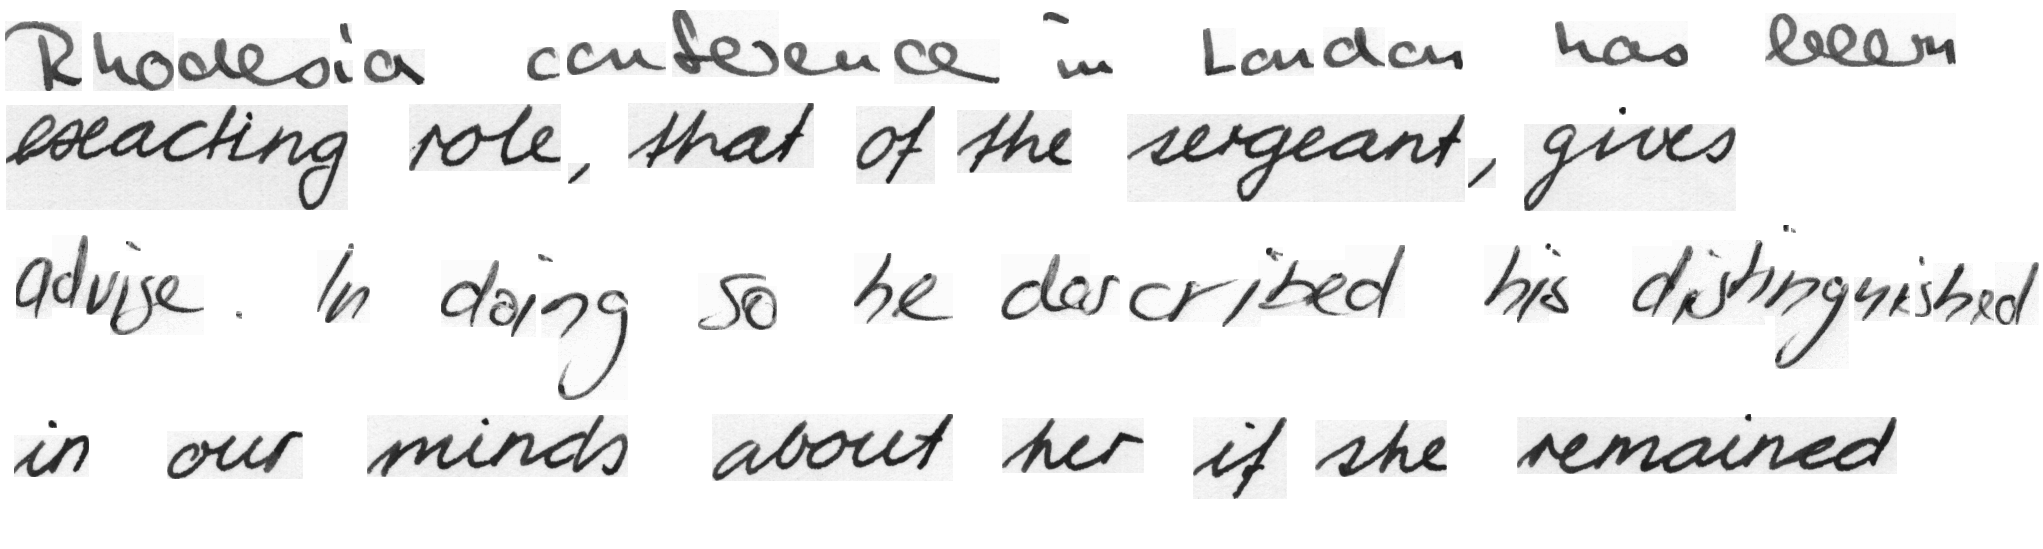 Rhodesia conference in London has been
exacting role, that of the sergeant, gives
advise. In doing so he described his distinguished
in our minds about her if she remained